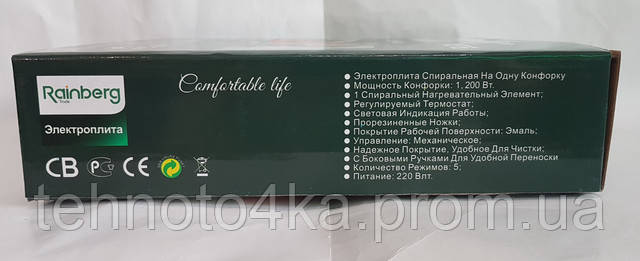 Rainberg
Trade
Электроплита
Comfortable life
CB PC CE
• Электроплита Спиральная На Одну Конфорку
• Мощность Конфорки: 1, 200 Вт.
• 1 Спиральный Нагревательный Элемент;
• Регулируемый Термостат;
• Световая Индикация Работы;
• Прорезиненные Ножки;
• Покрытие Рабочей Поверхности: Эмаль;
• Управление: Механическое;
• Надежное Покрытие, Удобное Для Чистки;
• С Боковыми Ручками Для Удобной Переноски
• Количество Режимов: 5;
• Питание: 220 Влт.
tehnoto4ka.prom.ua